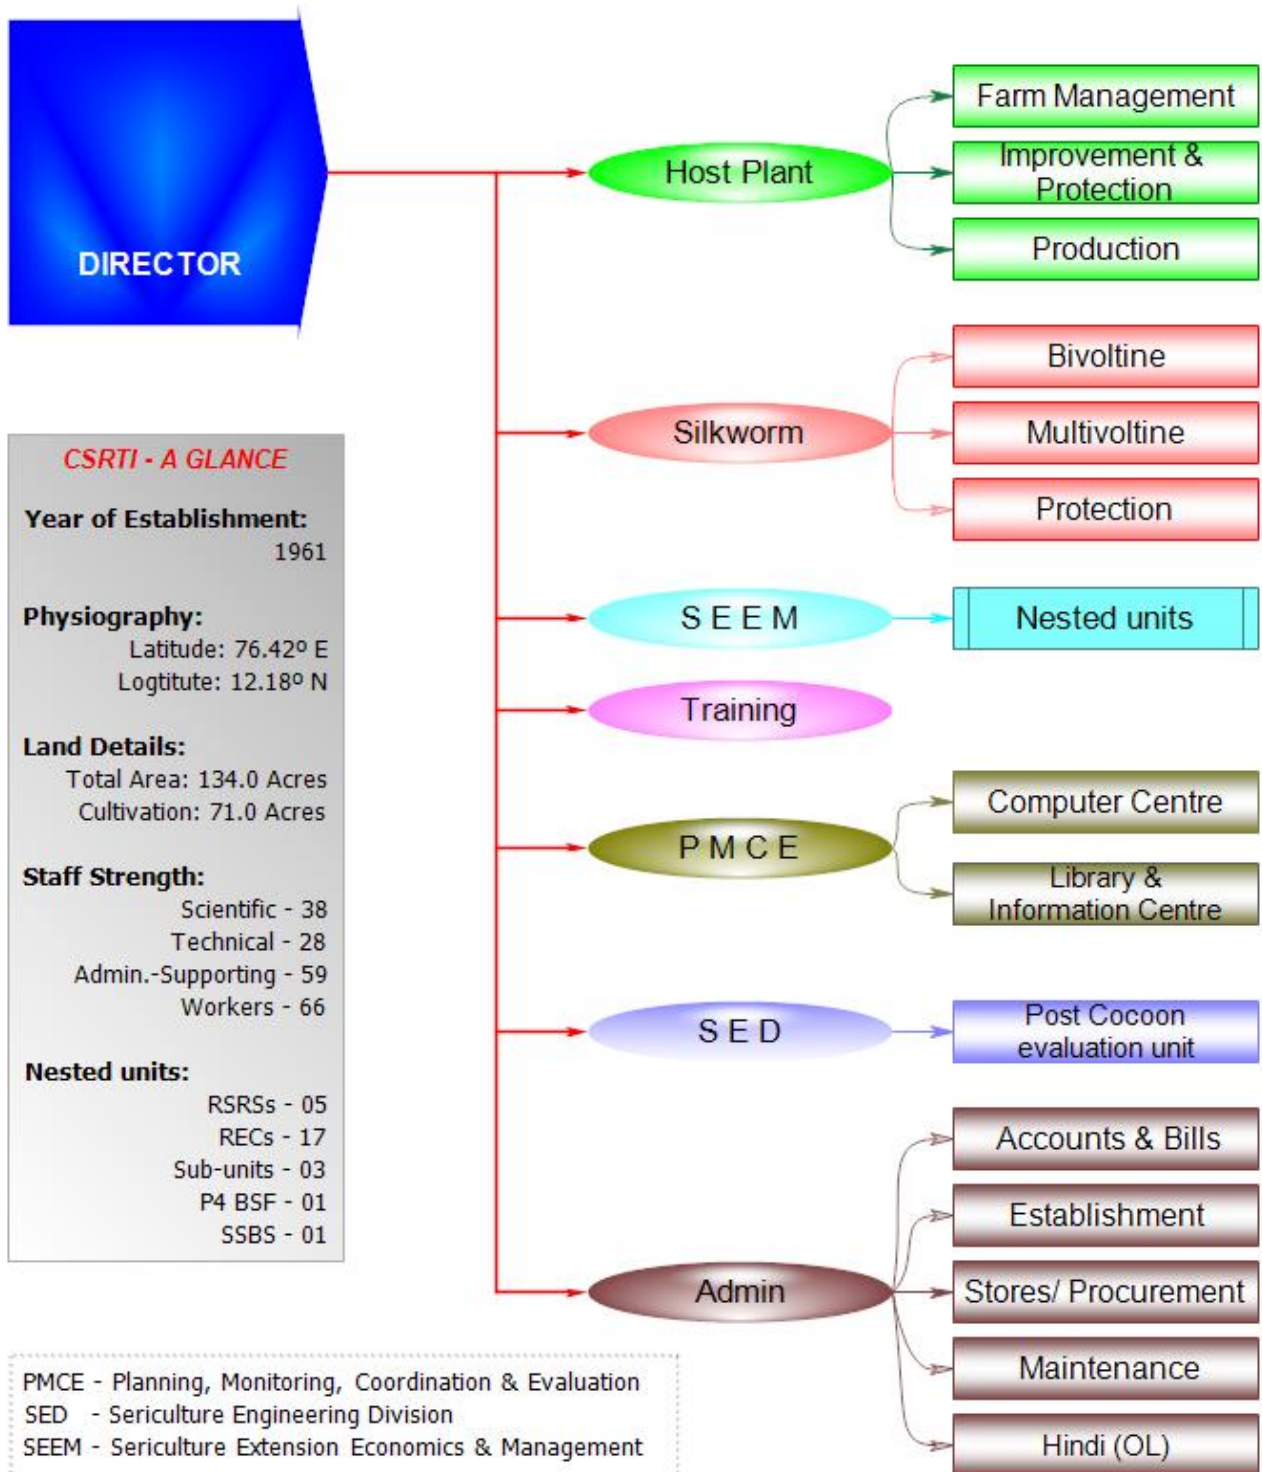 DIRECTOR
Host Plant
Farm Management
Improvement &
Protection
Production
Silkworm
Bivoltine
Multivoltine
Protection
S E E M
Nested units
Training
P M C E
Computer Centre
Library &
Information Centre
S E D
Post Cocoon
evaluation unit
Admin
Accounts & Bills
Establishment
Stores/ Procurement
Maintenance
Hindi (OL)
CSRTI - A GLANCE
Year of Establishment:
1961
Physiography:
Latitude: 76.42º E
Logtitute: 12.18º N
Land Details:
Total Area: 134.0 Acres
Cultivation: 71.0 Acres
Staff Strength:
Scientific - 38
Technical - 28
Admin.-Supporting - 59
Workers - 66
Nested units:
RSRSs - 05
RECs - 17
Sub-units - 03
P4 BSF - 01
SSBS - 01
PMCE - Planning, Monitoring, Coordination & Evaluation
SED - Sericulture Engineering Division
SEEM - Sericulture Extension Economics & Management